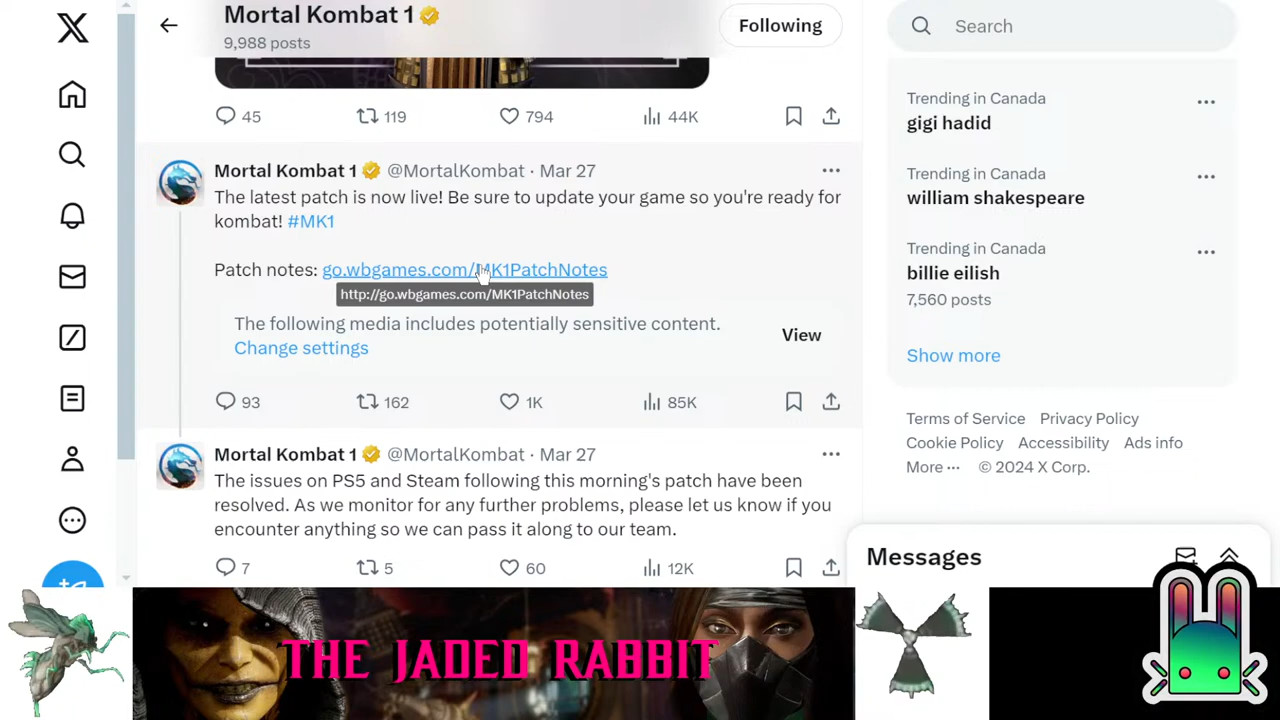 Mortal Kombat 1
9,988 posts
Following
Search
45
119
794
44K
Mortal Kombat 1 @MortalKombat · Mar 27
The latest patch is now live! Be sure to update your game so you're ready for
kombat! #MK1
Patch notes: go.wbgames.com/MK1PatchNotes
http://go.wbgames.com/MK1PatchNotes
The following media includes potentially sensitive content.
Change settings
View
93
162
1K
85K
Mortal Kombat 1 @MortalKombat · Mar 27
The issues on PS5 and Steam following this morning's patch have been
resolved. As we monitor for any further problems, please let us know if you
encounter anything so we can pass it along to our team.
7
5
60
12K
Trending in Canada
gigi hadid
Trending in Canada
william shakespeare
Trending in Canada
billie eilish
7,560 posts
Show more
Terms of Service Privacy Policy
Cookie Policy Accessibility Ads info
More ··· © 2024 X Corp.
Messages
THE JADED RABBIT